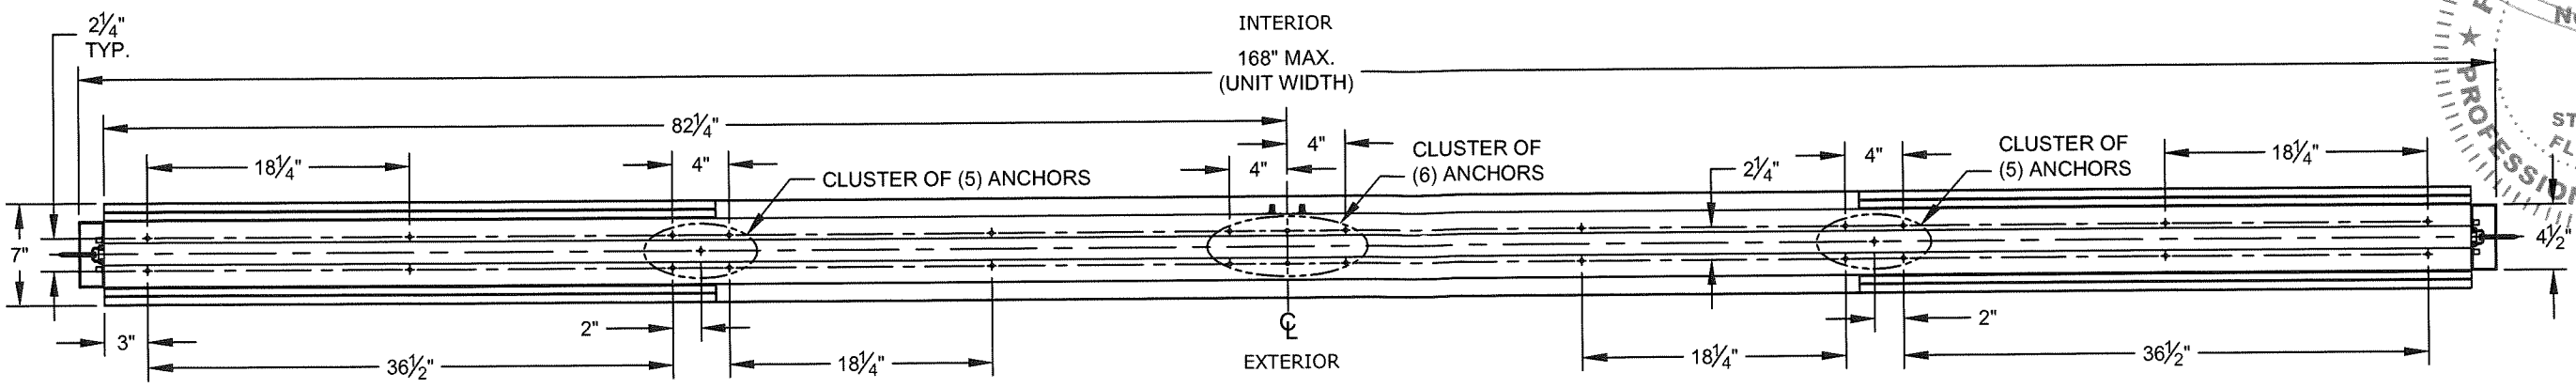 INTERIOR
2¼"
TYP.
168" MAX.
(UNIT WIDTH)
82¼"
4"
CLUSTER OF
(6) ANCHORS
4"
18¼"
4"
CLUSTER OF (5) ANCHORS
2¼"
4"
CLUSTER OF
(5) ANCHORS
18¼"
7"
4½"
3"
2"
2"
36½"
18¼"
EXTERIOR
18¼"
36½"